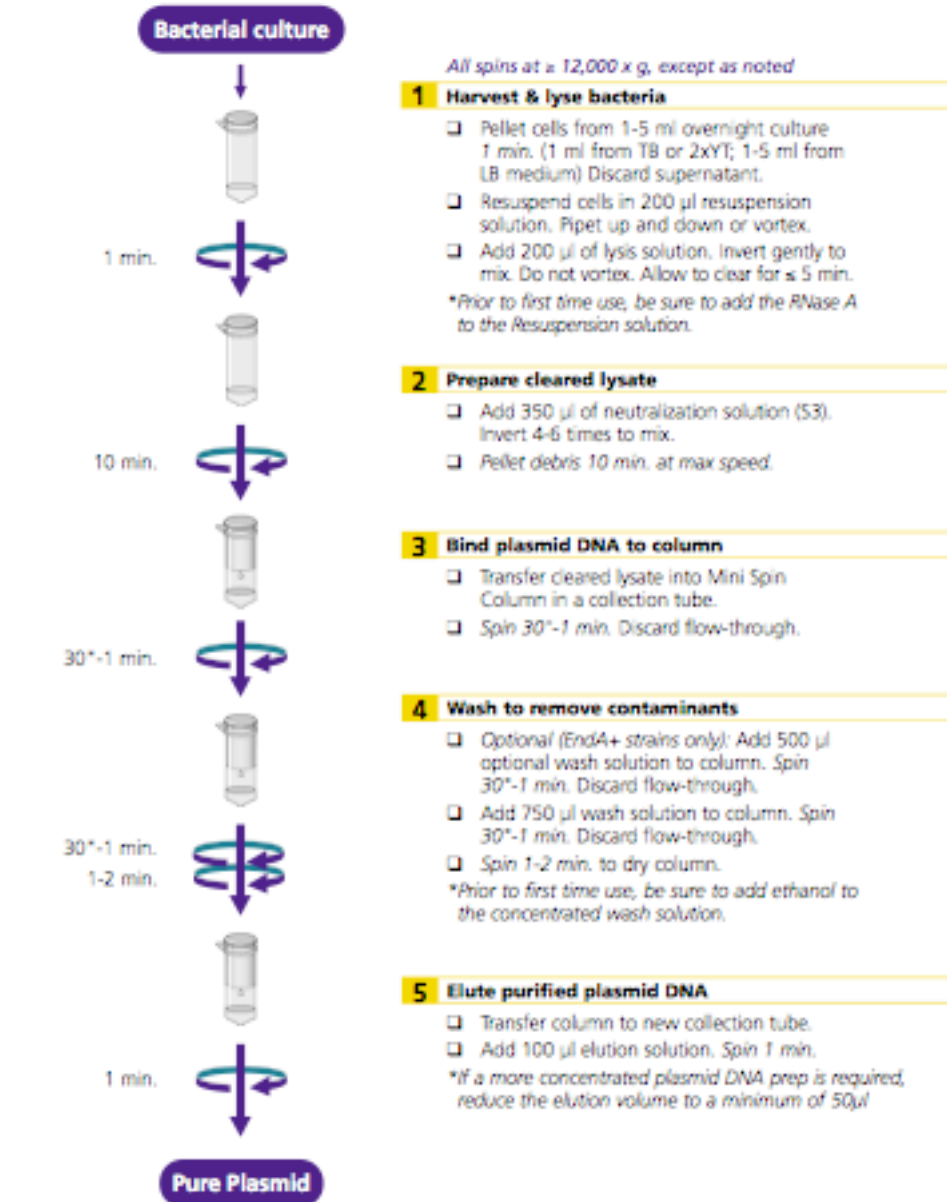 Bacterial culture
All spins at ≥ 12,000 x g, except as noted
1 Harvest & lyse bacteria
❑ Pellet cells from 1-5 ml overnight culture
1 min. (1 ml from TB or 2xYT; 1-5 ml from
LB medium) Discard supernatant.
❑ Resuspend cells in 200 µl resuspension
solution. Pipet up and down or vortex.
❑ Add 200 µl of lysis solution. Invert gently to
mix. Do not vortex. Allow to clear for ≤ 5 min.
*Prior to first time use, be sure to add the RNase A
to the Resuspension solution.
1 min.
2 Prepare cleared lysate
❑ Add 350 µl of neutralization solution (S3).
Invert 4-6 times to mix.
❑ Pellet debris 10 min. at max speed.
10 min.
3 Bind plasmid DNA to column
❑ Transfer cleared lysate into Mini Spin
Column in a collection tube.
❑ Spin 30"-1 min. Discard flow-through.
30"-1 min.
4 Wash to remove contaminants
❑ Optional (EndA+ strains only): Add 500 µl
optional wash solution to column. Spin
30"-1 min. Discard flow-through.
❑ Add 750 µl wash solution to column. Spin
30"-1 min. Discard flow-through.
❑ Spin 1-2 min. to dry column.
*Prior to first time use, be sure to add ethanol to
the concentrated wash solution.
30"-1 min.
1-2 min.
5 Elute purified plasmid DNA
❑ Transfer column to new collection tube.
❑ Add 100 µl elution solution. Spin 1 min.
*If a more concentrated plasmid DNA prep is required,
reduce the elution volume to a minimum of 50µl
1 min.
Pure Plasmid